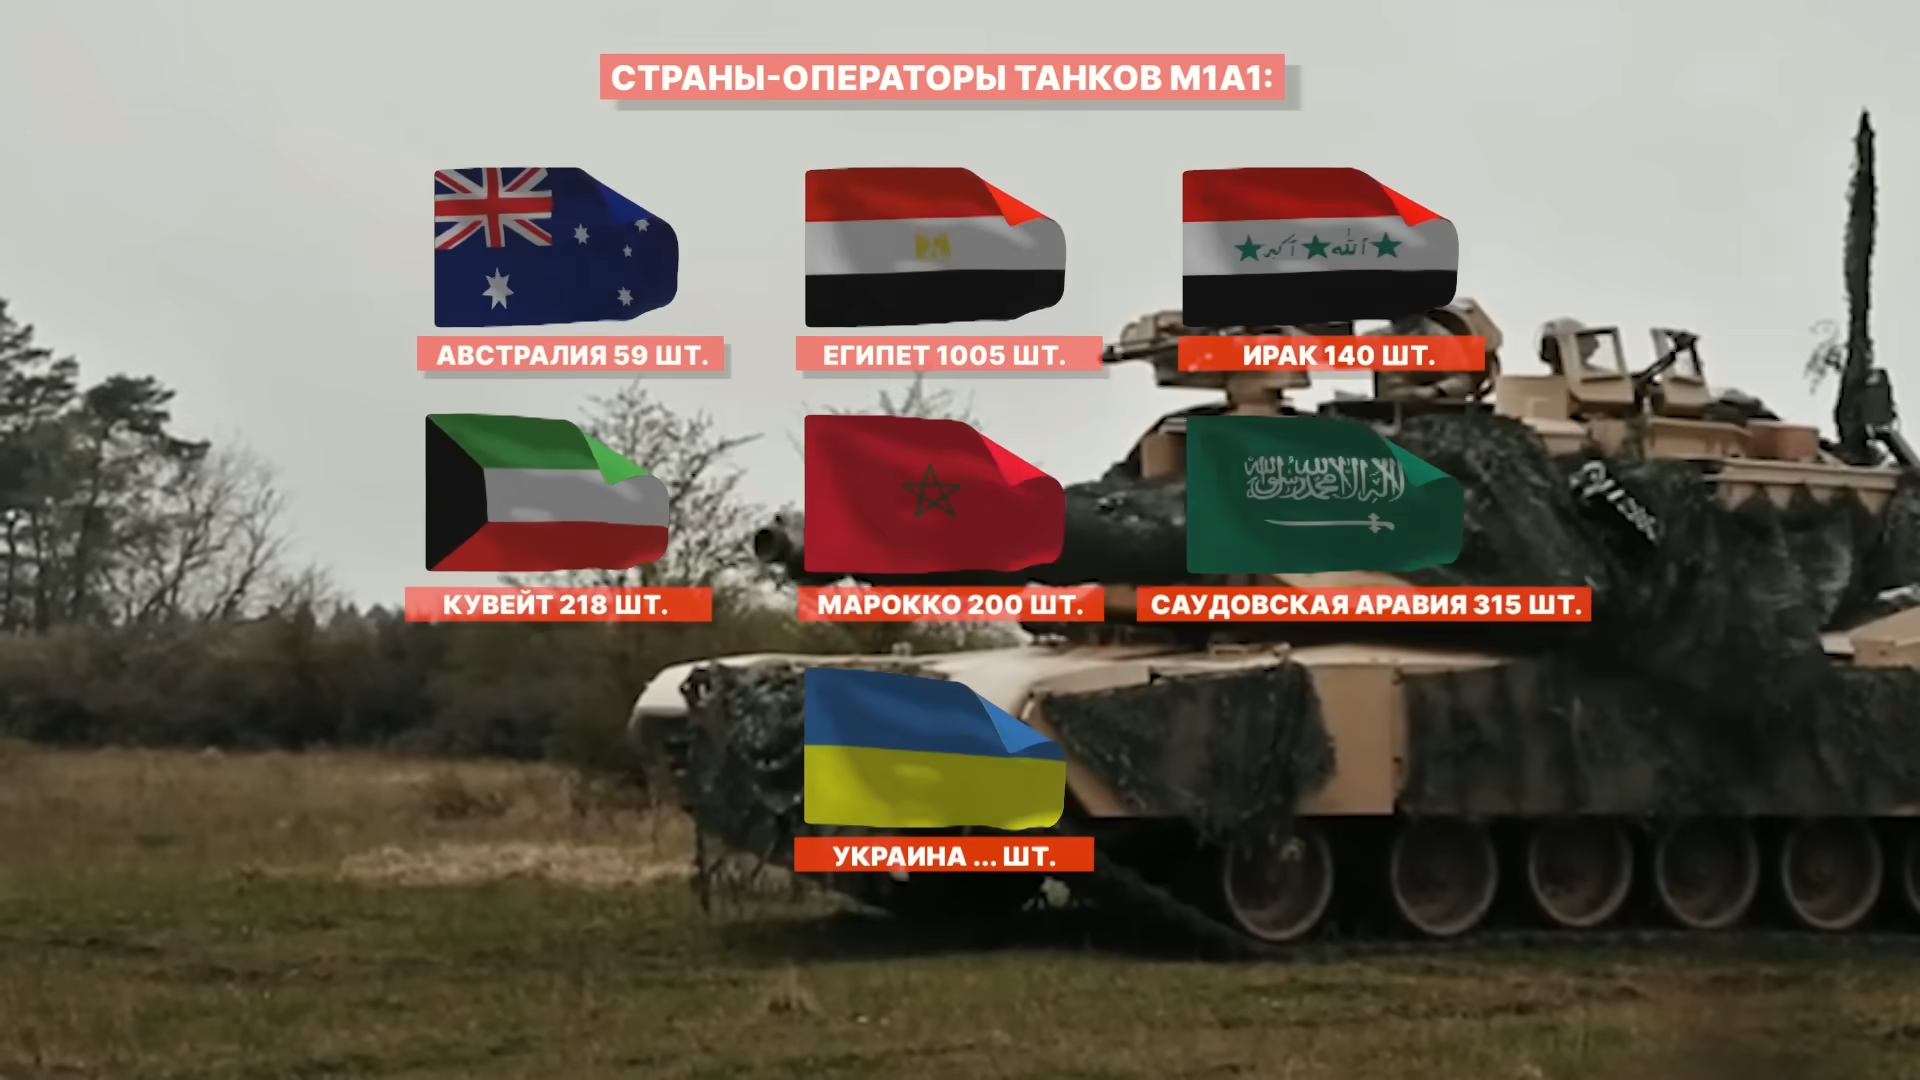 СТРАНЫ-ОПЕРАТОРЫ ТАНКОВ М1А1:
АВСТРАЛИЯ 59 ШТ.
ЕГИПЕТ 1005 ШТ.
ИРАК 140 ШТ.
КУВЕЙТ 218 ШТ.
МАРОККО 200 ШТ.
САУДОВСКАЯ АРАВИЯ 315 ШТ.
УКРАИНА ... ШТ.